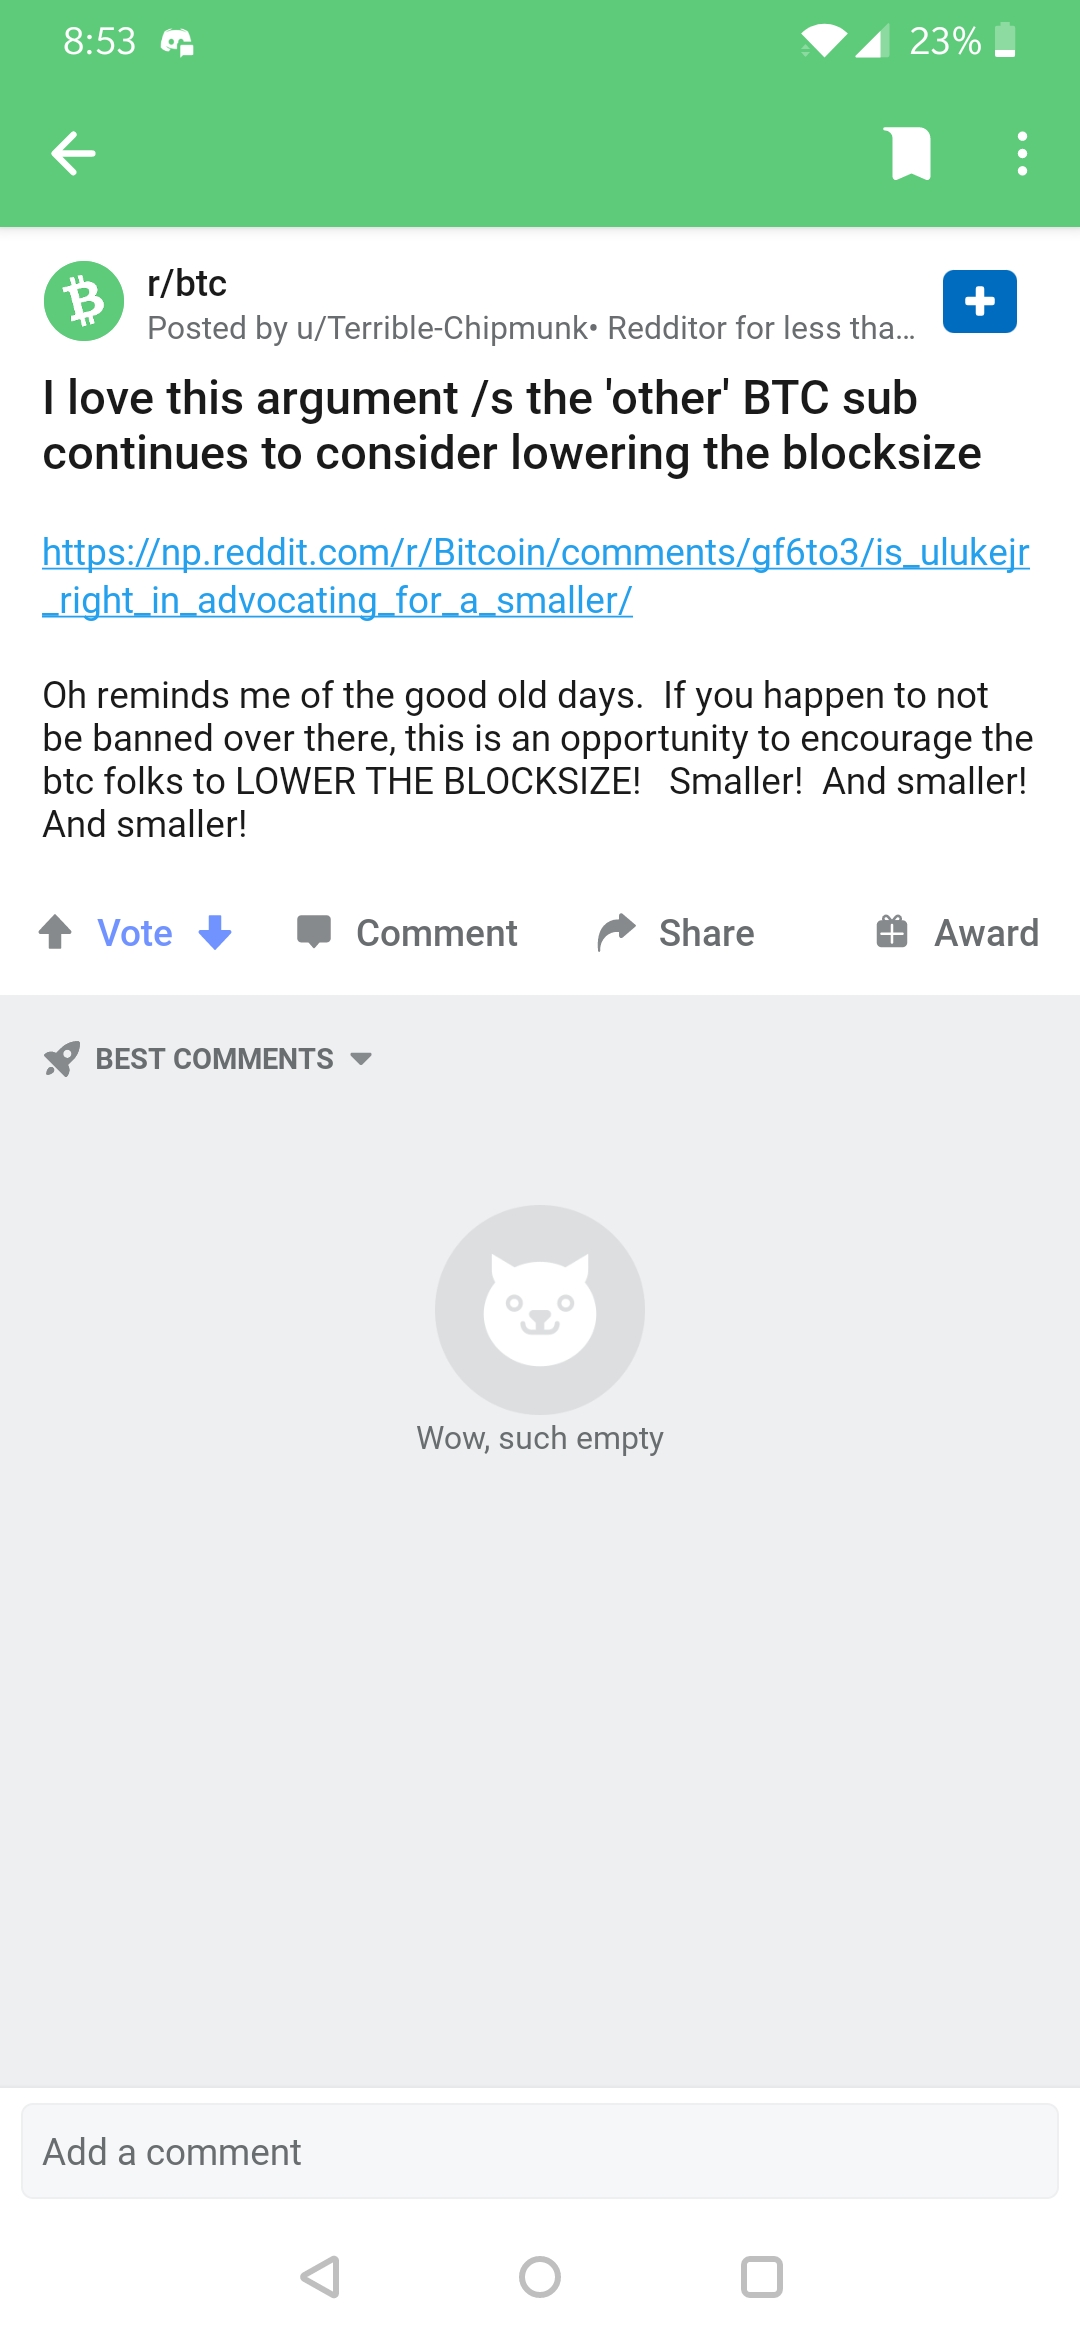 8:53
23%
r/btc
Posted by u/Terrible-Chipmunk• Redditor for less tha...
I love this argument /s the 'other' BTC sub
continues to consider lowering the blocksize
https://np.reddit.com/r/Bitcoin/comments/gf6to3/is_ulukejr
_right_in_advocating_for_a_smaller/
Oh reminds me of the good old days.  If you happen to not
be banned over there, this is an opportunity to encourage the
btc folks to LOWER THE BLOCKSIZE!   Smaller!  And smaller!
And smaller!
Vote Comment Share Award
BEST COMMENTS
Wow, such empty
Add a comment